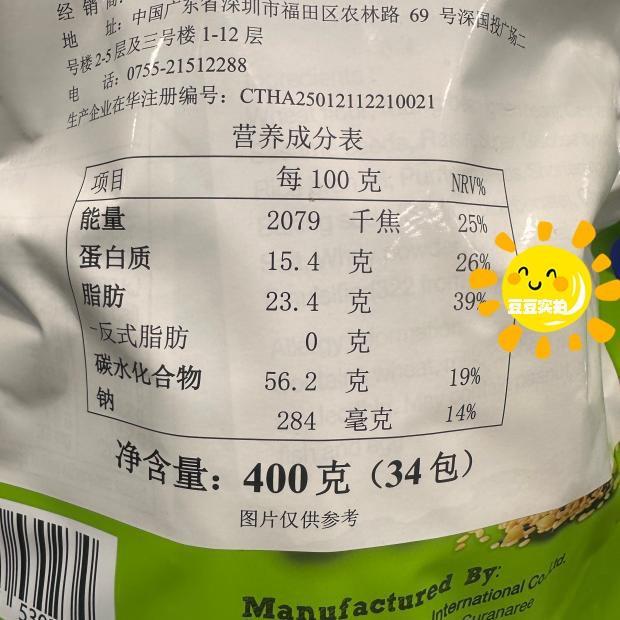 经销商:
地 址: 中国广东省深圳市福田区农林路 69 号深国投广场二
号楼2-5层及三号楼 1-12 层
电 话: 0755-21512288
生产企业在华注册编号: CTHA25012112210021
营养成分表
项目 每 100 克 NRV%
能量 2079 千焦 25%
蛋白质 15.4 克 26%
脂肪 23.4 克 39%
-反式脂肪 0 克
碳水化合物 56.2 克 19%
钠 284 毫克 14%
净含量: 400克 (34包)
图片仅供参考
豆豆实拍
Manufactured By:
International Co.,Ltd.
Suranaree